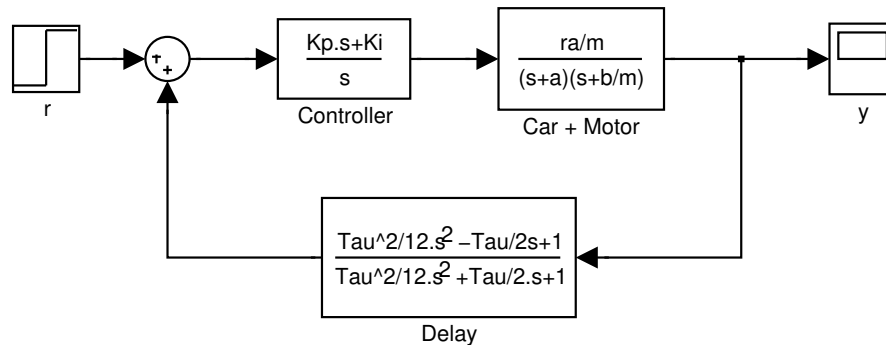 Kp.s+Ki
s
Controller
ra/m
(s+a)(s+b/m)
Car + Motor
r
+
+
y
Tau^2/12.s² −Tau/2s+1
Tau^2/12.s² +Tau/2.s+1
Delay